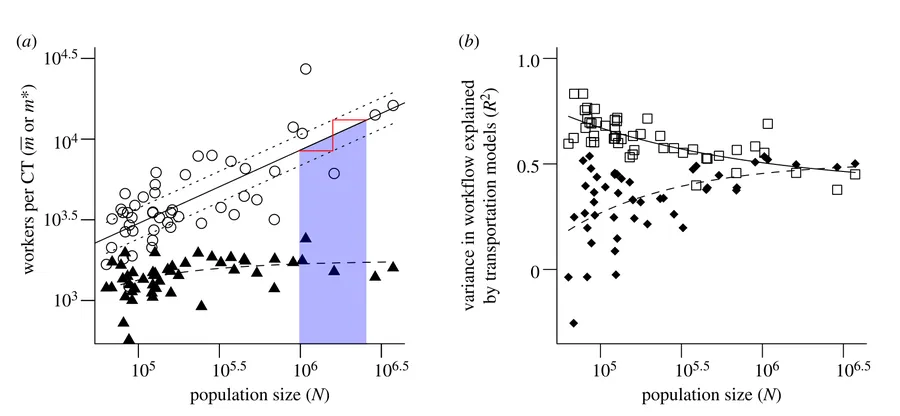 (a)
10^4.5
10^4
10^3.5
10^3
workers per CT (m̅ or m*)
10^5
10^5.5
10^6
10^6.5
population size (N)
(b)
1.0
0.5
0
variance in workflow explained
by transportation models (R²)
10^5
10^5.5
10^6
10^6.5
population size (N)